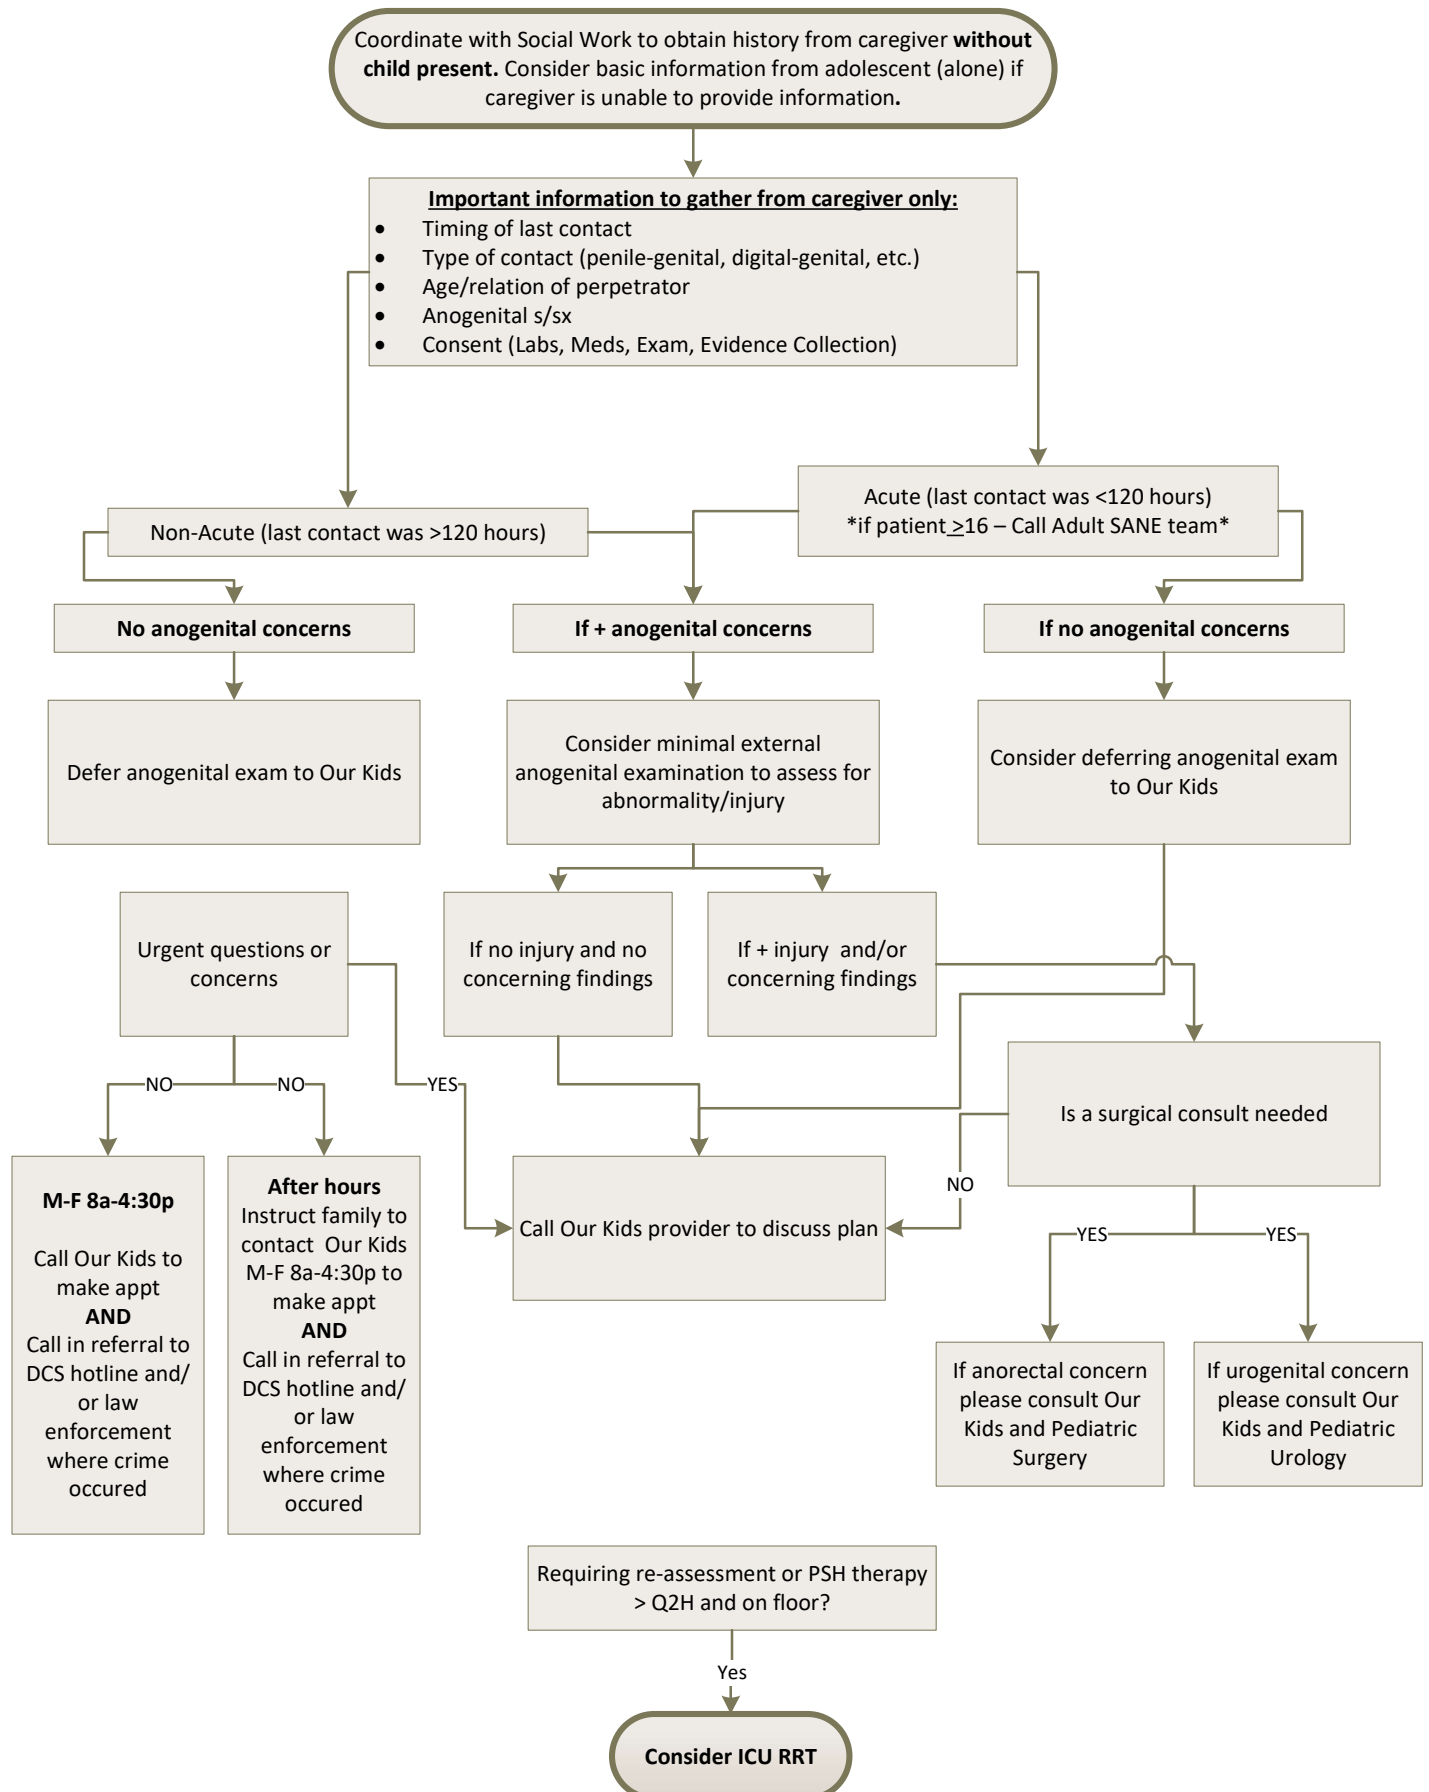 Coordinate with Social Work to obtain history from caregiver without
child present. Consider basic information from adolescent (alone) if
caregiver is unable to provide information.
Important information to gather from caregiver only:
• Timing of last contact
• Type of contact (penile-genital, digital-genital, etc.)
• Age/relation of perpetrator
• Anogenital s/sx
• Consent (Labs, Meds, Exam, Evidence Collection)
Non-Acute (last contact was >120 hours)
Acute (last contact was <120 hours)
*if patient ≥16 – Call Adult SANE team*
No anogenital concerns
If + anogenital concerns
If no anogenital concerns
Defer anogenital exam to Our Kids
Consider minimal external
anogenital examination to assess for
abnormality/injury
Consider deferring anogenital exam
to Our Kids
Urgent questions or
concerns
If no injury and no
concerning findings
If + injury and/or
concerning findings
NO
NO
YES
Is a surgical consult needed
M-F 8a-4:30p
Call Our Kids to
make appt
AND
Call in referral to
DCS hotline and/
or law
enforcement
where crime
occured
After hours
Instruct family to
contact Our Kids
M-F 8a-4:30p to
make appt
AND
Call in referral to
DCS hotline and/
or law
enforcement
where crime
occured
Call Our Kids provider to discuss plan
NO
YES
YES
If anorectal concern
please consult Our
Kids and Pediatric
Surgery
If urogenital concern
please consult Our
Kids and Pediatric
Urology
Requiring re-assessment or PSH therapy
> Q2H and on floor?
Yes
Consider ICU RRT